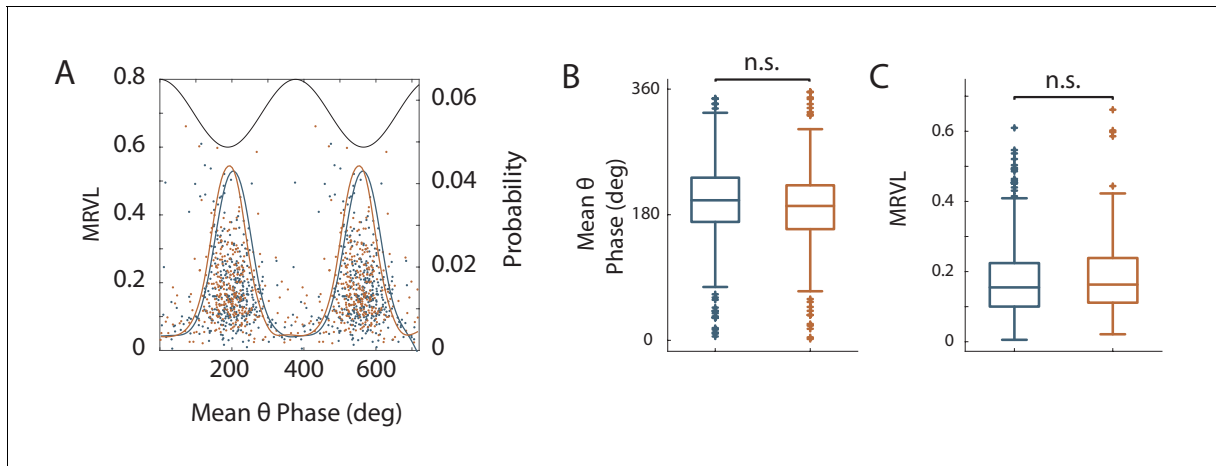 A
0.8
0.6
0.4
0.2
0
MRVL
0.06
0.04
0.02
0
Probability
200 400 600
Mean θ Phase (deg)
B
n.s.
360
180
0
Mean θ
Phase (deg)
C
n.s.
0.6
0.4
0.2
0
MRVL